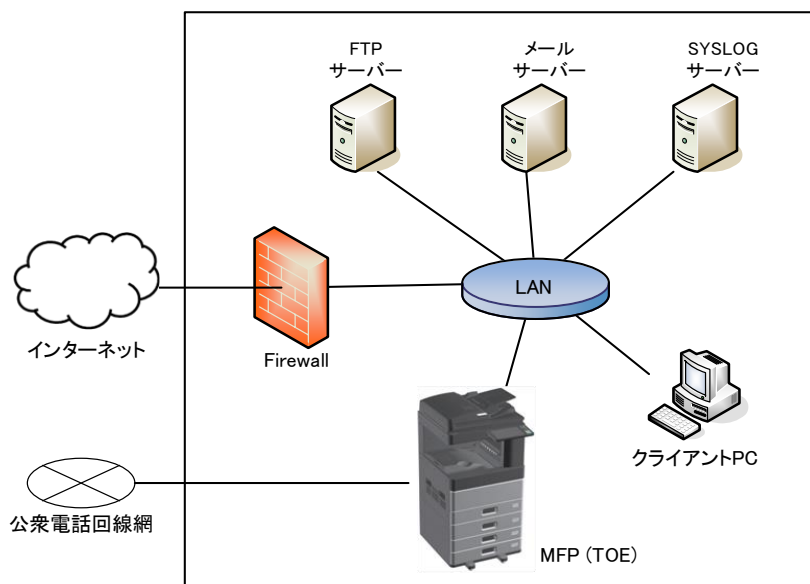 FTP
サーバー
メール
サーバー
SYSLOG
サーバー
LAN
インターネット
Firewall
クライアントPC
公衆電話回線網
MFP (TOE)